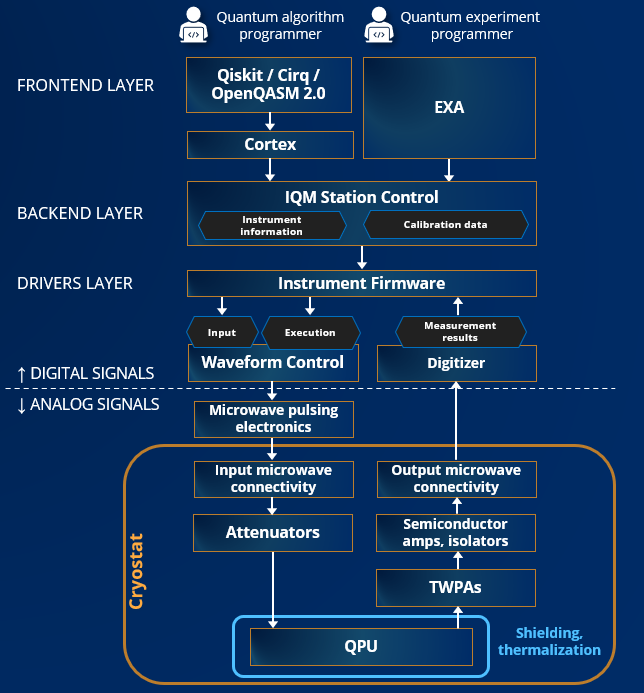 Quantum algorithm
programmer
Quantum experiment
programmer
FRONTEND LAYER
Qiskit / Cirq /
OpenQASM 2.0
EXA
Cortex
BACKEND LAYER
IQM Station Control
Instrument
information
Calibration data
DRIVERS LAYER
Instrument Firmware
Input
Execution
Measurement
results
Waveform Control
Digitizer
↑ DIGITAL SIGNALS
↓ ANALOG SIGNALS
Microwave pulsing
electronics
Input microwave
connectivity
Output microwave
connectivity
Attenuators
Semiconductor
amps, isolators
Cryostat
TWPAs
QPU
Shielding,
thermalization